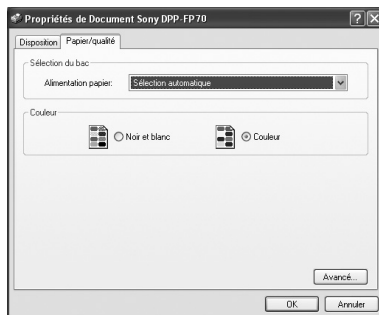 Propriétés de Document Sony DPP-FP70
Disposition Papier/qualité
Sélection du bac
Alimentation papier: Sélection automatique
Couleur
Noir et blanc Couleur
Avancé...
OK Annuler